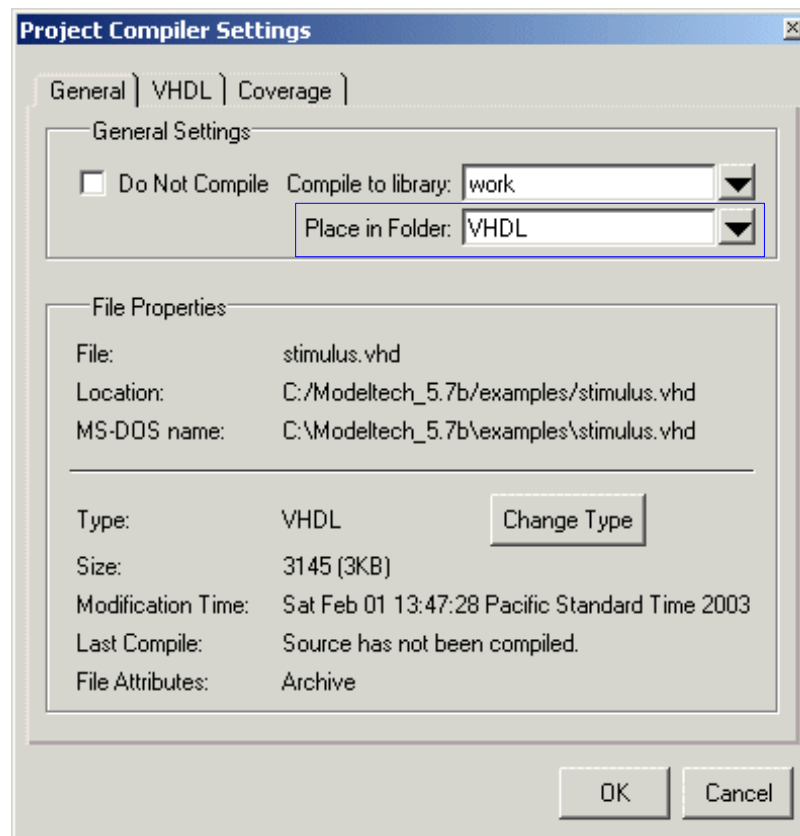 Project Compiler Settings
General VHDL Coverage
General Settings
Do Not Compile Compile to library: work
Place in Folder: VHDL
File Properties
File: stimulus.vhd
Location: C:/Modeltech_5.7b/examples/stimulus.vhd
MS-DOS name: C:\Modeltech_5.7b\examples\stimulus.vhd
Type: VHDL Change Type
Size: 3145 (3KB)
Modification Time: Sat Feb 01 13:47:28 Pacific Standard Time 2003
Last Compile: Source has not been compiled.
File Attributes: Archive
OK Cancel